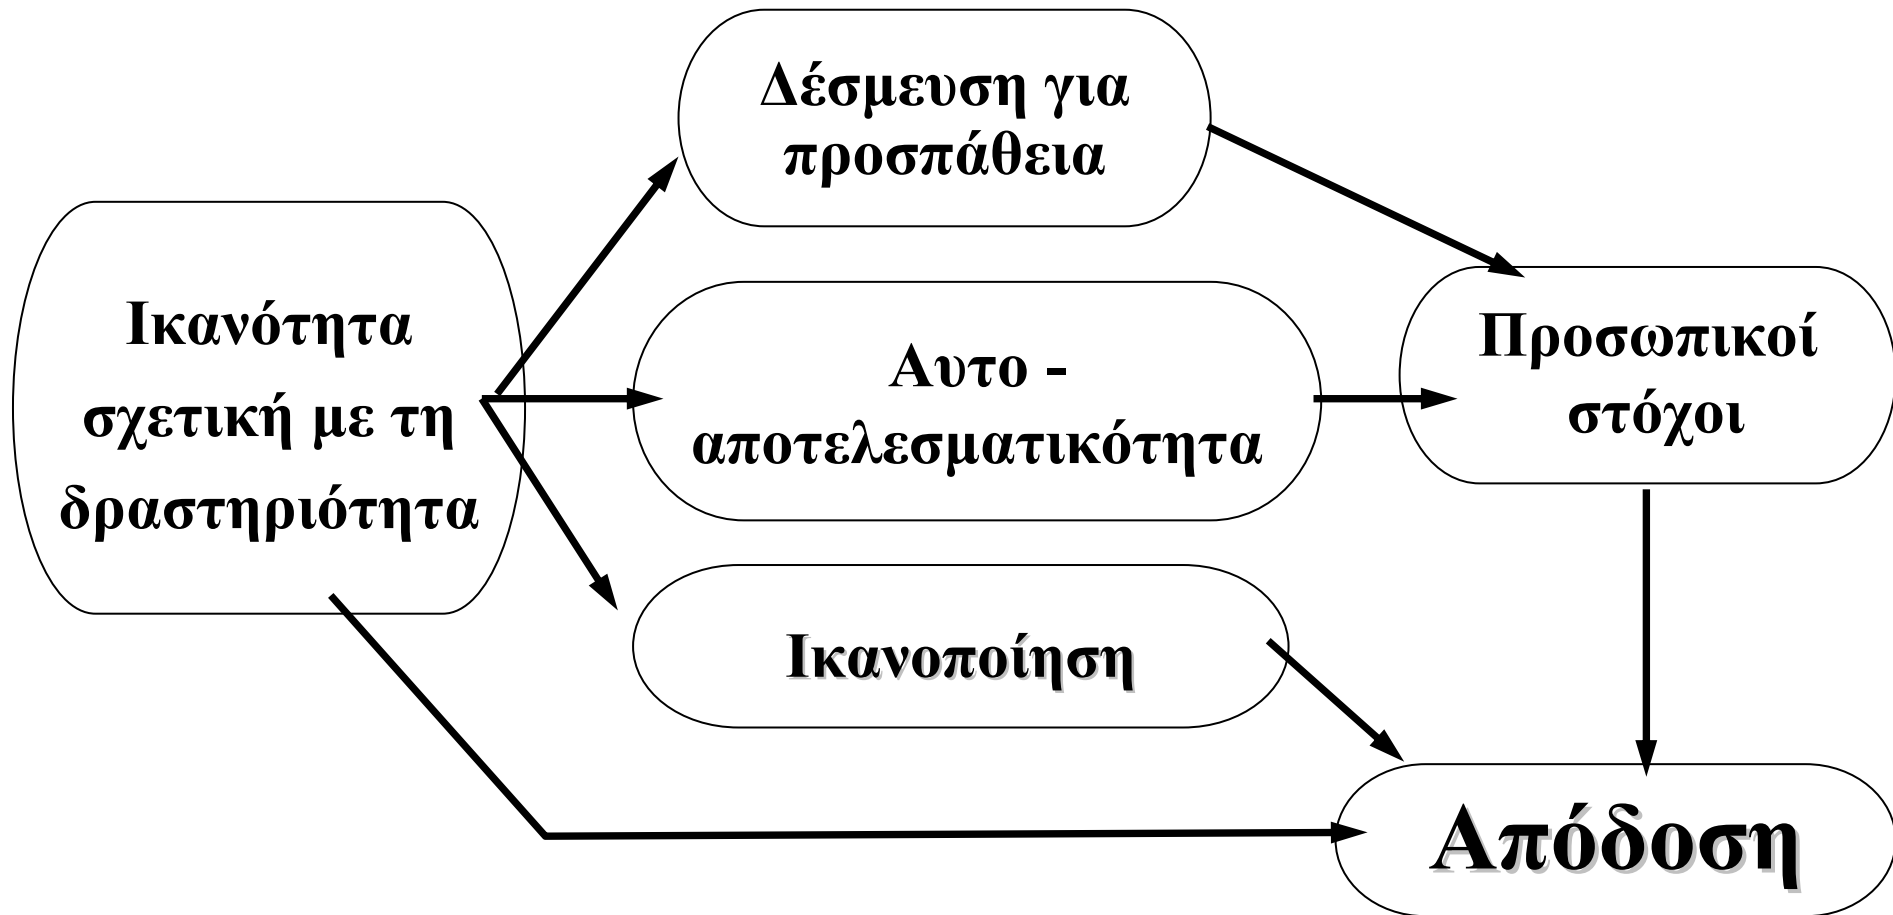 Δέσμευση για
προσπάθεια
Ικανότητα
σχετική με τη
δραστηριότητα
Αυτο -
αποτελεσματικότητα
Προσωπικοί
στόχοι
Ικανοποίηση
Απόδοση